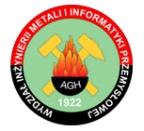 WYDZIAŁ INŻYNIERII METALI I INFORMATYKI PRZEMYSŁOWEJ
AGH
1922